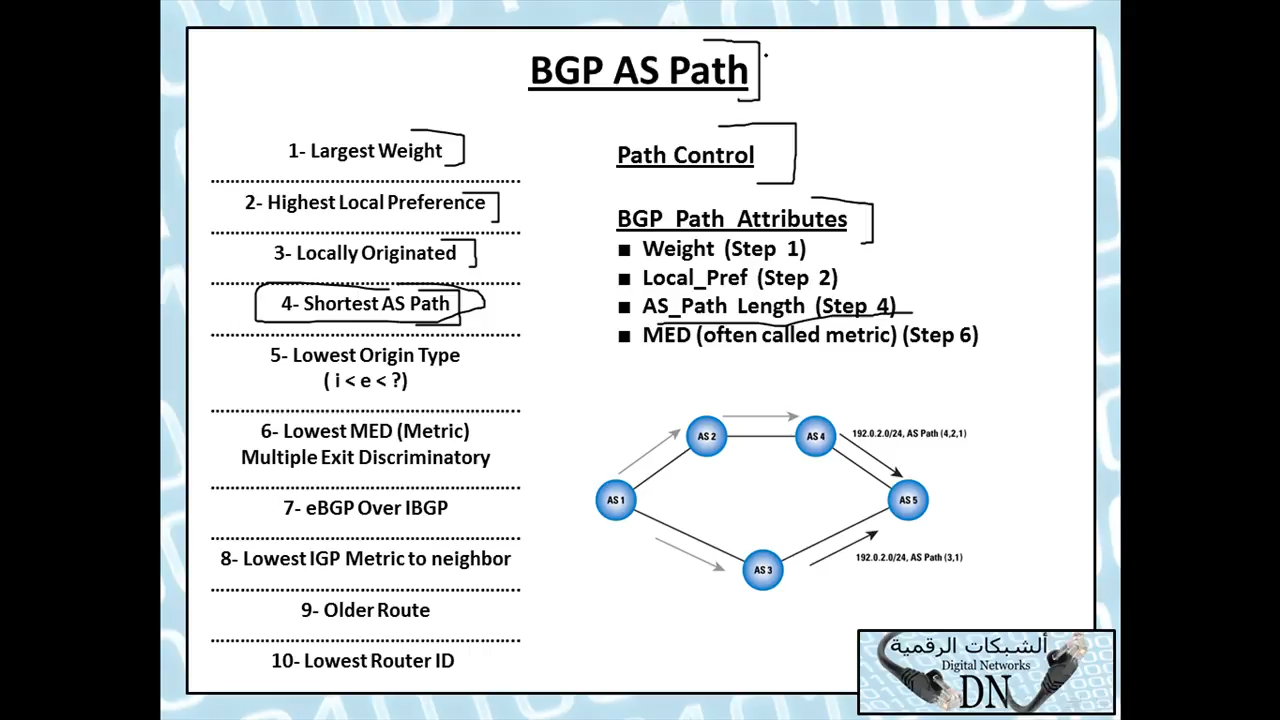 BGP AS Path
1- Largest Weight
2- Highest Local Preference
3- Locally Originated
4- Shortest AS Path
5- Lowest Origin Type
( i < e < ?)
6- Lowest MED (Metric)
Multiple Exit Discriminatory
7- eBGP Over IBGP
8- Lowest IGP Metric to neighbor
9- Older Route
10- Lowest Router ID
Path Control
BGP Path Attributes
■ Weight (Step 1)
■ Local_Pref (Step 2)
■ AS_Path Length (Step 4)
■ MED (often called metric) (Step 6)
AS 2
AS 4
192.0.2.0/24, AS Path (4,2,1)
AS 1
AS 5
AS 3
192.0.2.0/24, AS Path (3,1)
ألشبكات الرقمية
Digital Networks
DN